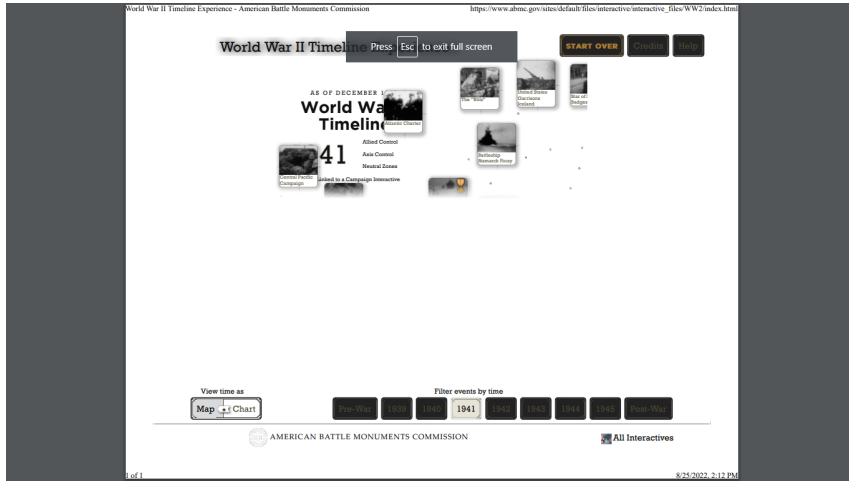 World War II Timeline Experience - American Battle Monuments Commission
https://www.abmc.gov/sites/default/files/interactive/interactive_files/WW2/index.html
World War II Timeline
Press Esc to exit full screen
START OVER
Credits
Help
AS OF DECEMBER 1
World Wa
Timelin
41
Allied Control
Axis Control
Neutral Zones
Linked to a Campaign Interactive
Atlantic Charter
The "Blitz"
United States
Garrisons
Iceland
Star of
Badges
Battleship
Bismarck Foray
Central Pacific
Campaign
View time as
Map
Chart
Filter events by time
Pre-War
1939
1940
1941
1942
1943
1944
1945
Post-War
AMERICAN BATTLE MONUMENTS COMMISSION
All Interactives
1 of 1
8/25/2022, 2:12 PM